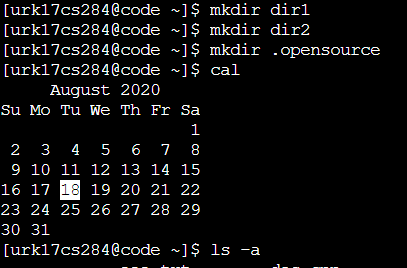 [urk17cs284@code ~]$ mkdir dir1
[urk17cs284@code ~]$ mkdir dir2
[urk17cs284@code ~]$ mkdir .opensource
[urk17cs284@code ~]$ cal
August 2020
Su Mo Tu We Th Fr Sa
1
2 3 4 5 6 7 8
9 10 11 12 13 14 15
16 17 18 19 20 21 22
23 24 25 26 27 28 29
30 31
[urk17cs284@code ~]$ ls -a